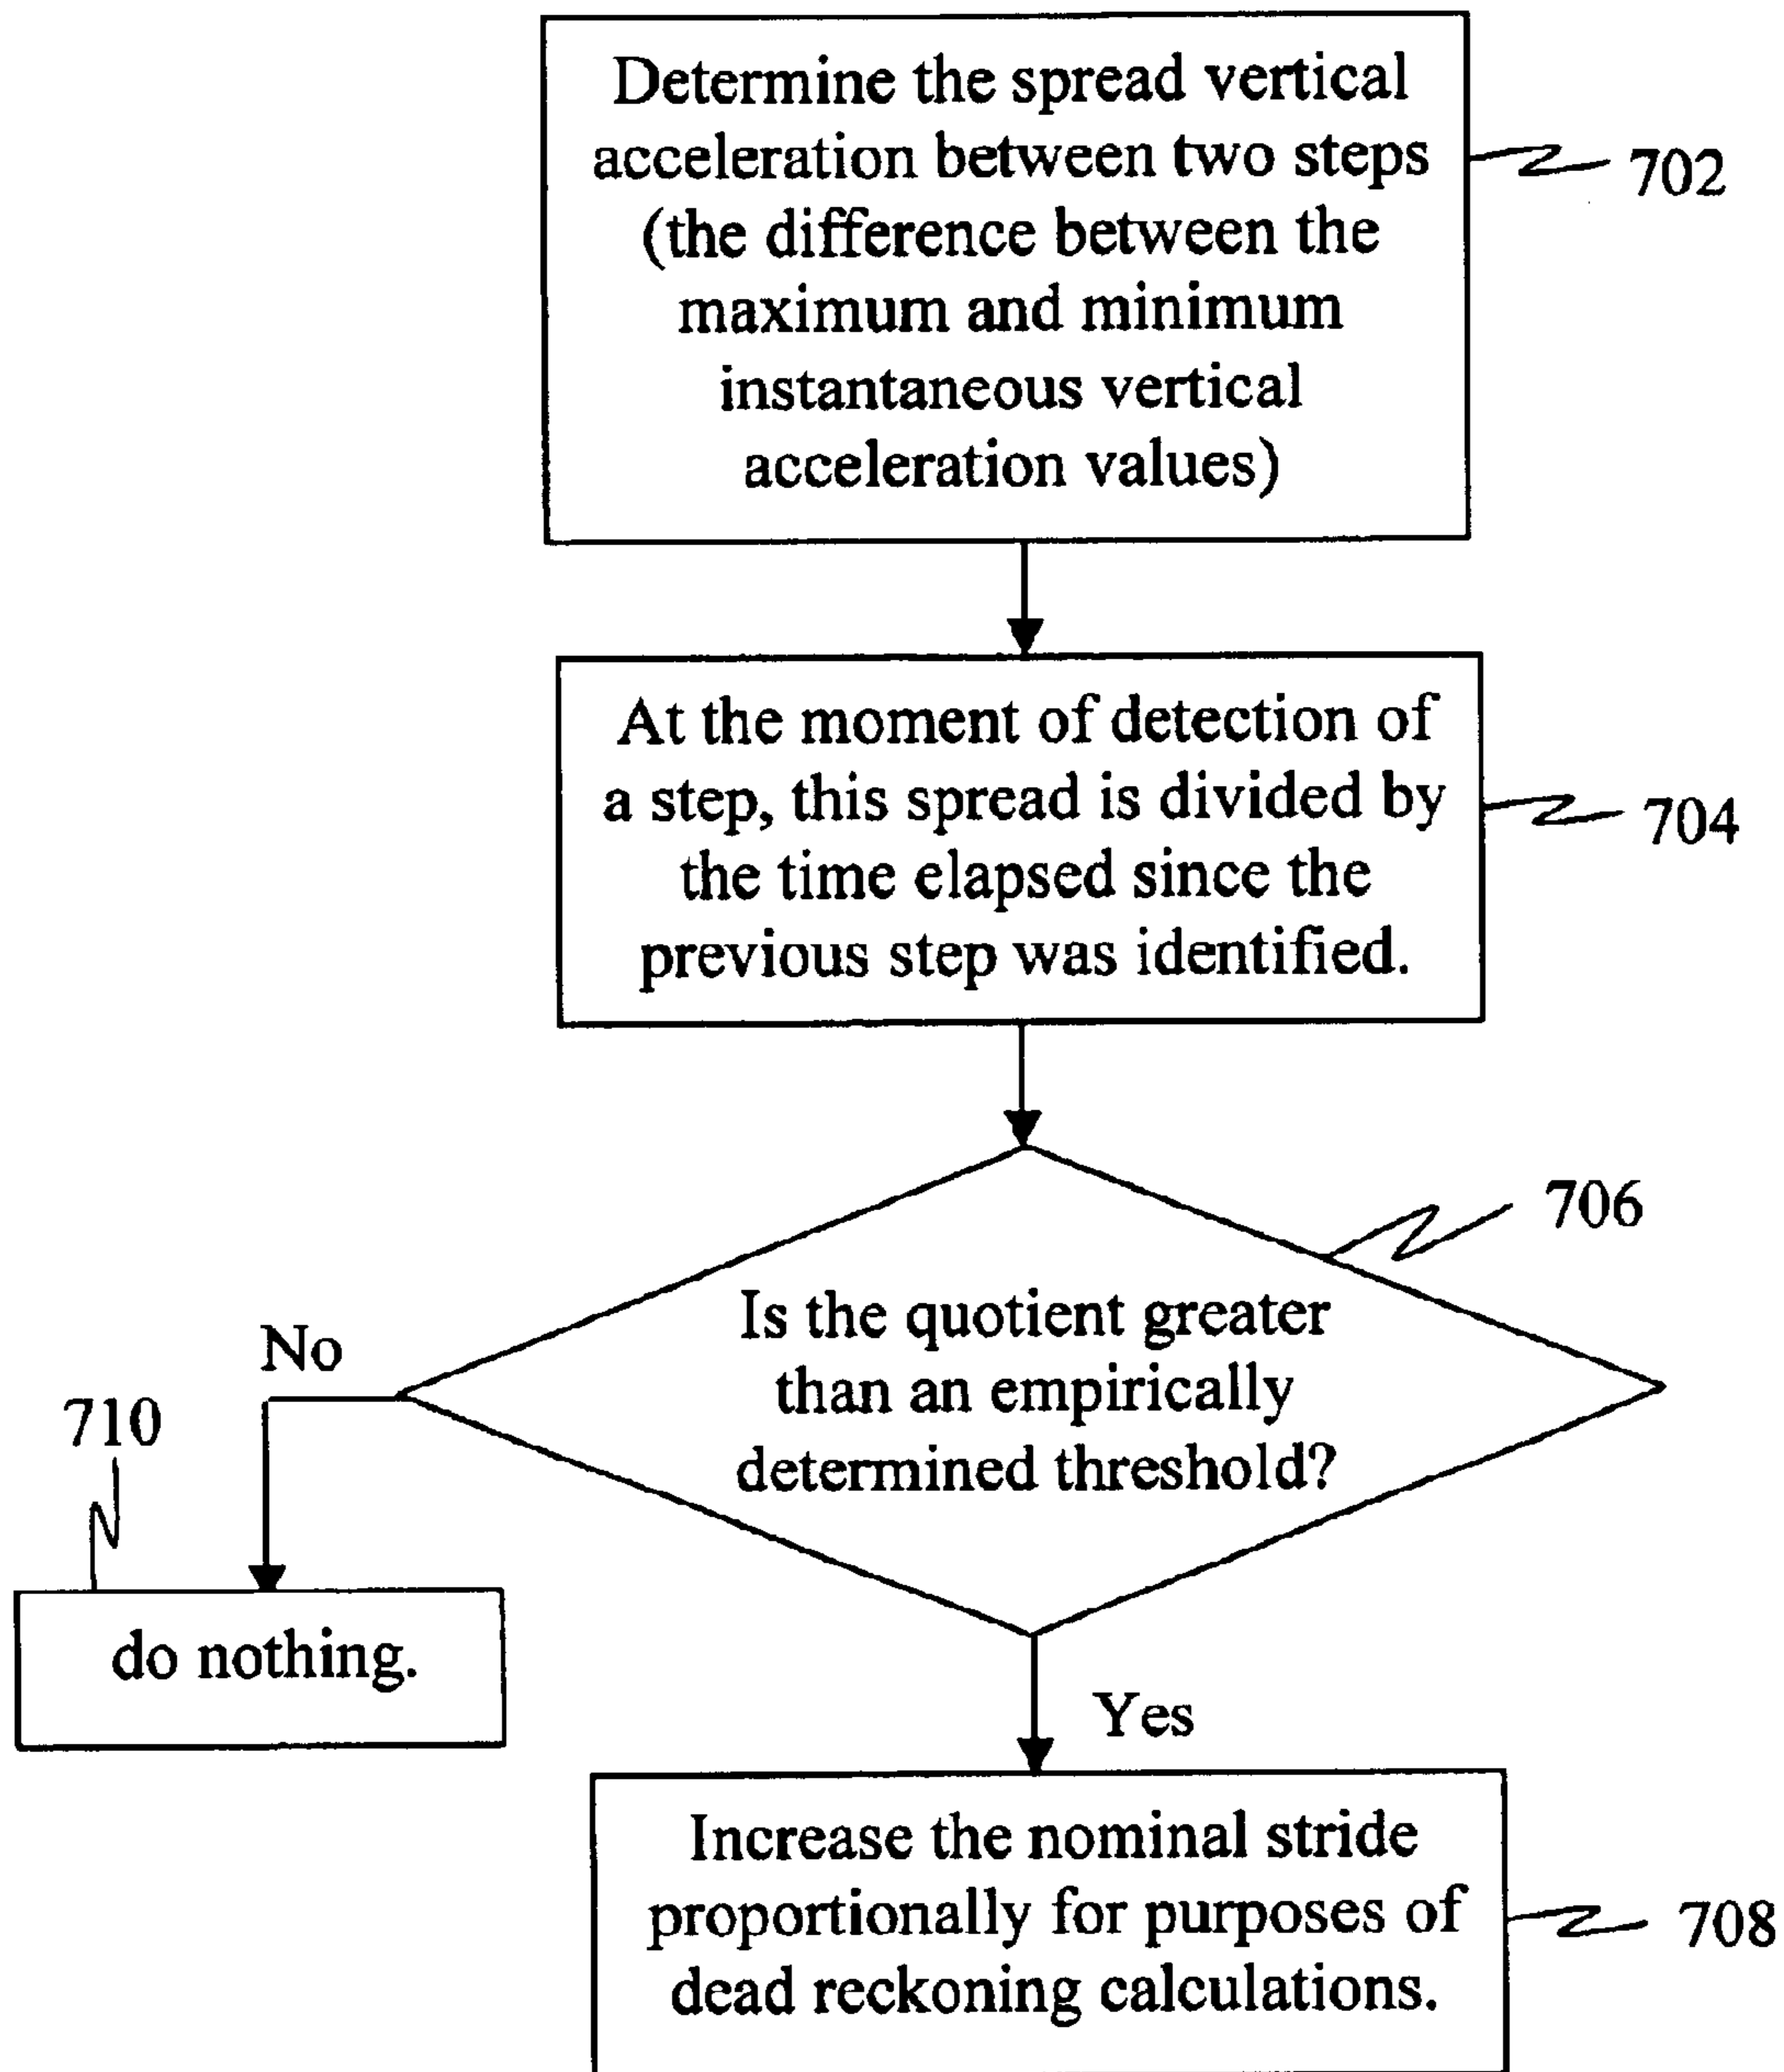 Determine the spread vertical
acceleration between two steps
(the difference between the
maximum and minimum
instantaneous vertical
acceleration values)
702
At the moment of detection of
a step, this spread is divided by
the time elapsed since the
previous step was identified.
704
706
Is the quotient greater
than an empirically
determined threshold?
No
710
do nothing.
Yes
Increase the nominal stride
proportionally for purposes of
dead reckoning calculations.
708